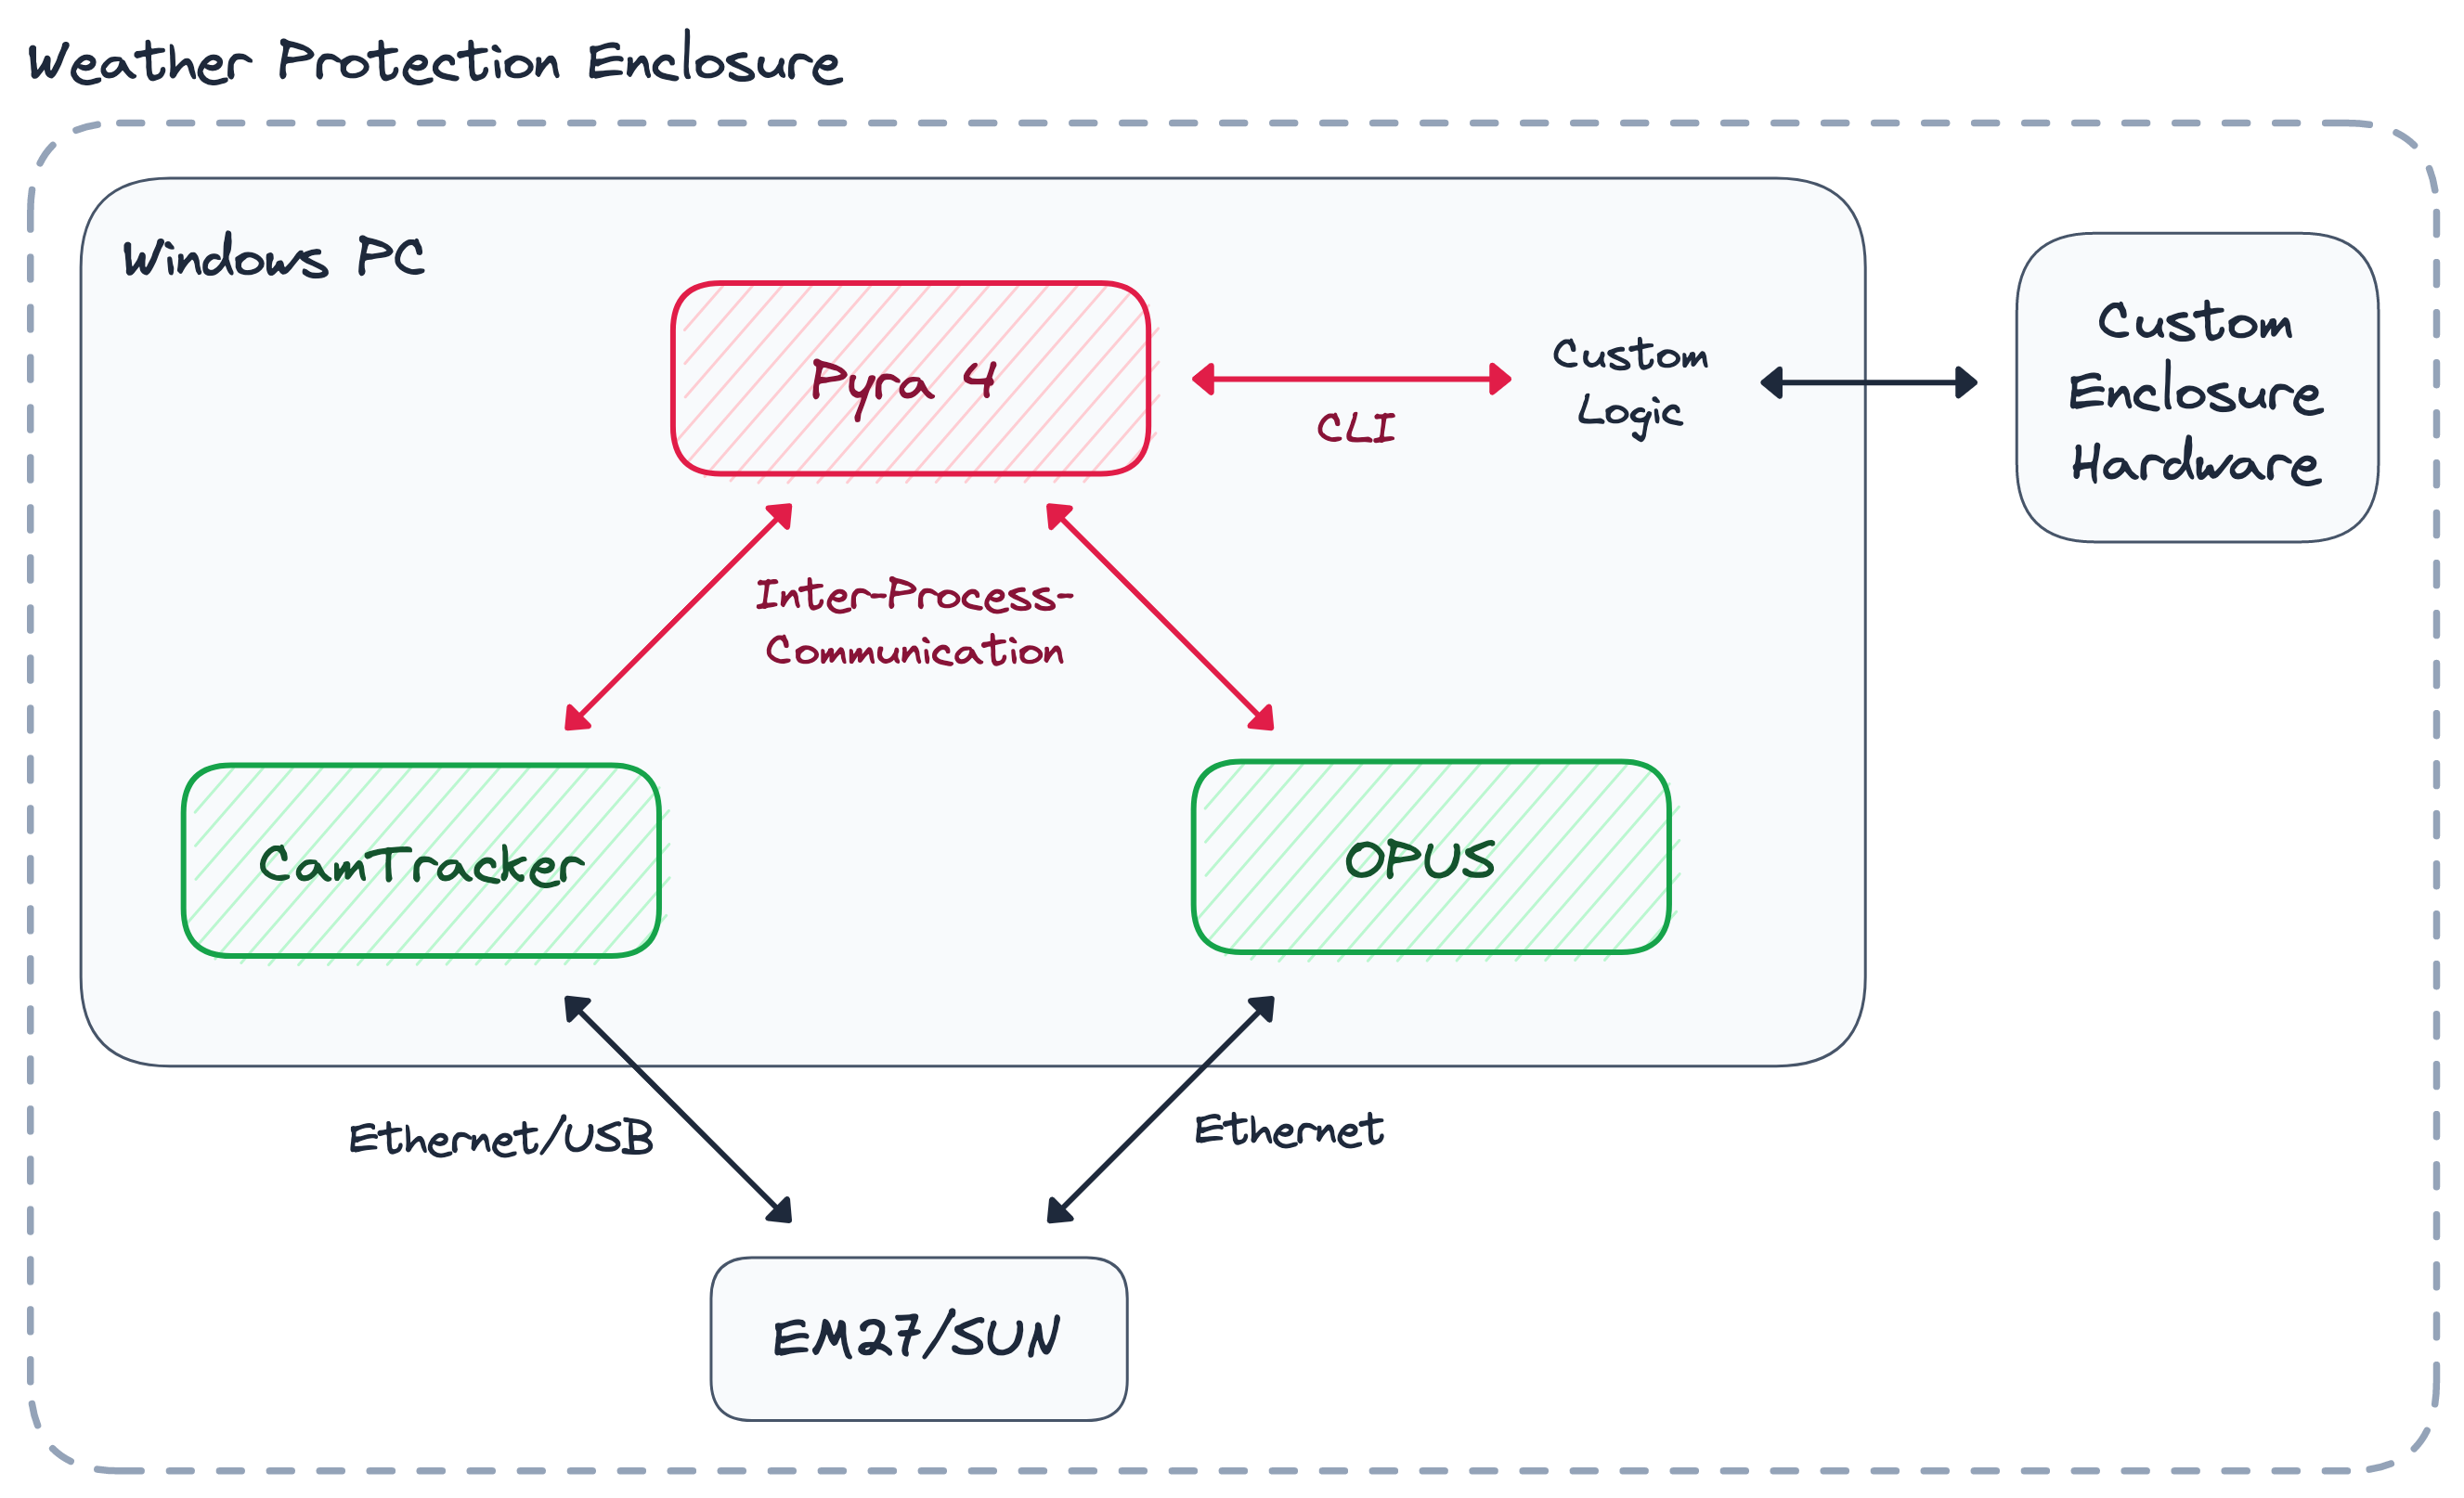 Weather Protection Enclosure
Windows PC
Pyra 4
CLI
Custom
Logic
Custom
Enclosure
Hardware
Inter-Process-
Communication
CamTracker
OPUS
Ethernet/USB
Ethernet
EM27/SUN